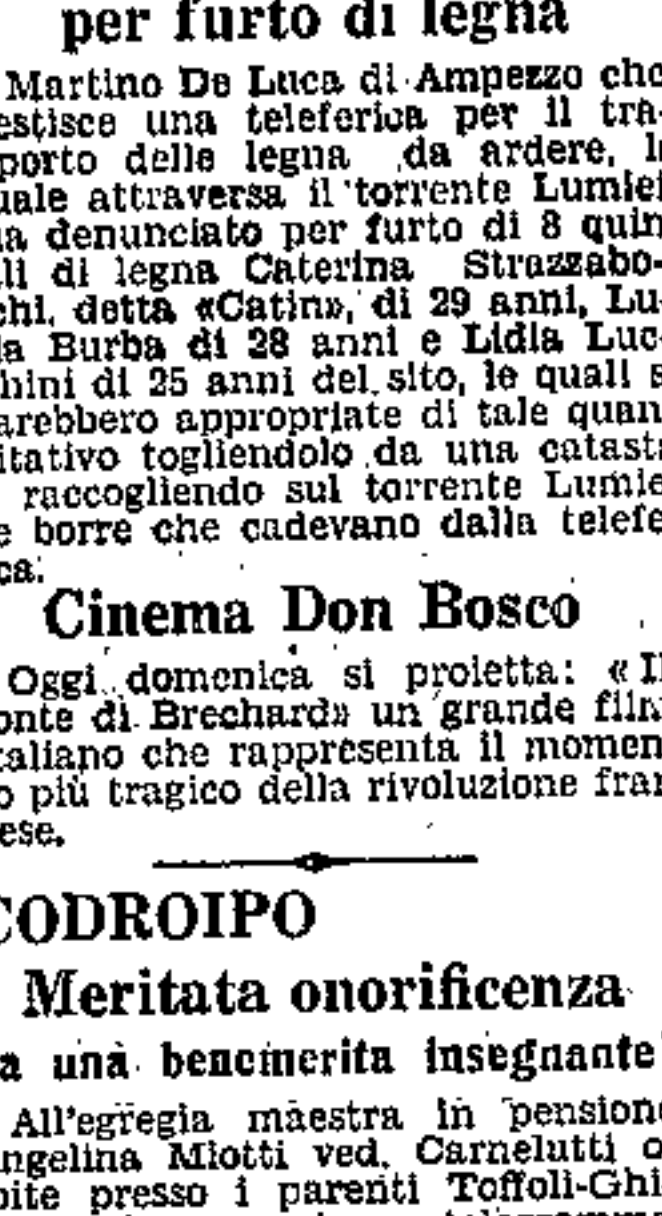 per furto di legna
Martino De Luca di Ampezzo che
estisce una teleferica per il tra-
porto delle legna da ardere, l
uale attraversa il torrente Lumiei
a denunciato per furto di 8 quin
li di legna Caterina Strazzabo-
chi, detta «Catin», di 29 anni, Lu-
ia Burba di 28 anni e Lidia Luc-
hini di 25 anni del sito, le quali s
arebbero appropriate di tale quan
itativo togliendolo da una catast
raccogliendo sul torrente Lumie
e borre che cadevano dalla telefe
ca.
Cinema Don Bosco
Oggi domenica si proietta: «Il
onte di Brechard» un grande film
taliano che rappresenta il momen
o più tragico della rivoluzione fran
ese.
CODROIPO
Meritata onorificenza
a una benemerita insegnante
All'egregia maestra in pensione
ngelina Miotti ved. Carnelutti o
pite presso i parenti Toffoli-Ghi-